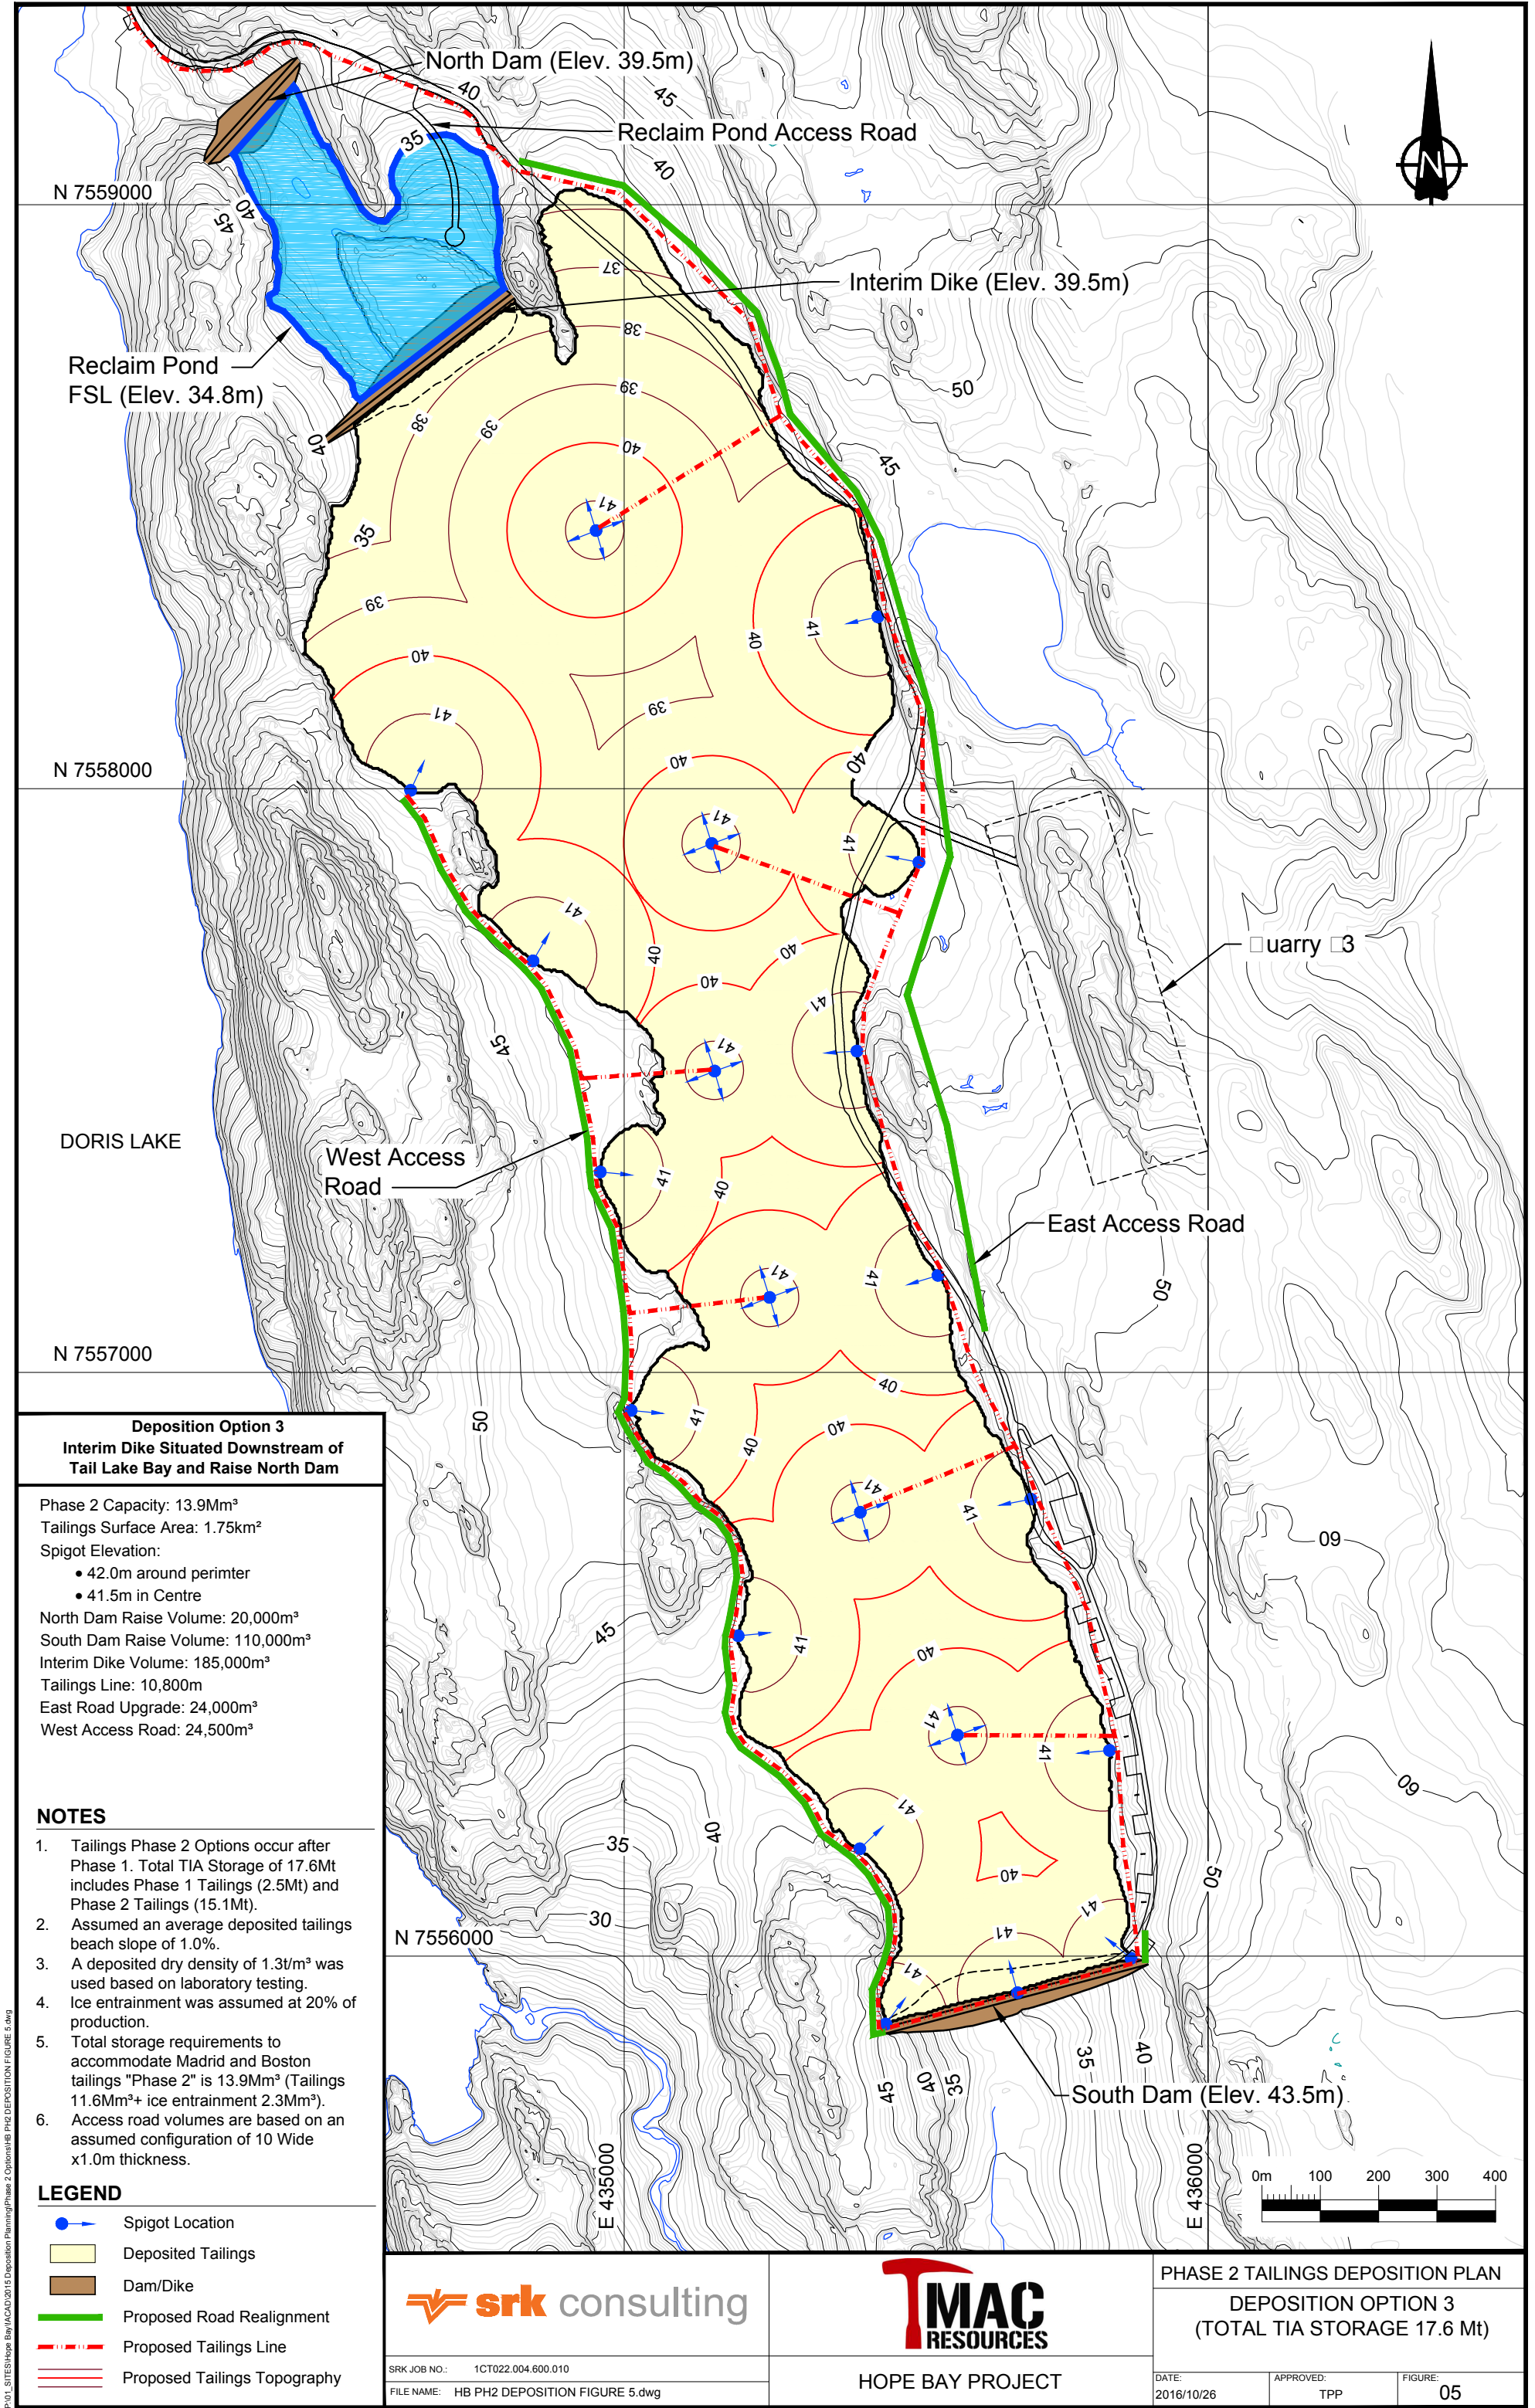 North Dam (Elev. 39.5m)
Reclaim Pond Access Road
N
N 7559000
Interim Dike (Elev. 39.5m)
Reclaim Pond
FSL (Elev. 34.8m)
N 7558000
□uarry □3
DORIS LAKE
West Access
Road
East Access Road
N 7557000
Deposition Option 3
Interim Dike Situated Downstream of
Tail Lake Bay and Raise North Dam
Phase 2 Capacity: 13.9Mm³
Tailings Surface Area: 1.75km²
Spigot Elevation:
• 42.0m around perimter
• 41.5m in Centre
North Dam Raise Volume: 20,000m³
South Dam Raise Volume: 110,000m³
Interim Dike Volume: 185,000m³
Tailings Line: 10,800m
East Road Upgrade: 24,000m³
West Access Road: 24,500m³
NOTES
1. Tailings Phase 2 Options occur after
Phase 1. Total TIA Storage of 17.6Mt
includes Phase 1 Tailings (2.5Mt) and
Phase 2 Tailings (15.1Mt).
2. Assumed an average deposited tailings
beach slope of 1.0%.
3. A deposited dry density of 1.3t/m³ was
used based on laboratory testing.
4. Ice entrainment was assumed at 20% of
production.
5. Total storage requirements to
accommodate Madrid and Boston
tailings "Phase 2" is 13.9Mm³ (Tailings
11.6Mm³+ ice entrainment 2.3Mm³).
6. Access road volumes are based on an
assumed configuration of 10 Wide
x1.0m thickness.
N 7556000
South Dam (Elev. 43.5m)
E 435000
E 436000
0m 100 200 300 400
LEGEND
Spigot Location
Deposited Tailings
Dam/Dike
Proposed Road Realignment
Proposed Tailings Line
Proposed Tailings Topography
srk consulting
SRK JOB NO.: 1CT022.004.600.010
FILE NAME: HB PH2 DEPOSITION FIGURE 5.dwg
TMAC
RESOURCES
HOPE BAY PROJECT
PHASE 2 TAILINGS DEPOSITION PLAN
DEPOSITION OPTION 3
(TOTAL TIA STORAGE 17.6 Mt)
DATE: 2016/10/26
APPROVED: TPP
FIGURE: 05